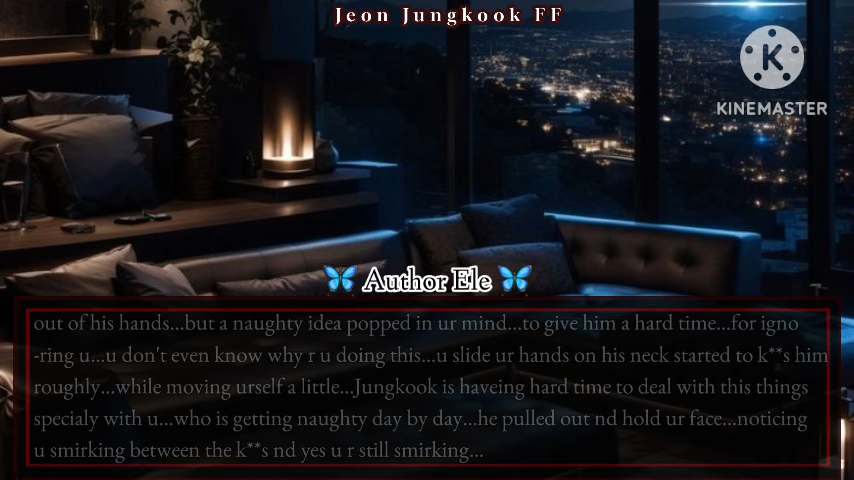 Jeon Jungkook FF
K
KINEMASTER
🦋 Author Ele 🦋
out of his hands...but a naughty idea popped in ur mind...to give him a hard time...for igno
-ring u...u don't even know why r u doing this...u slide ur hands on his neck started to k**s him
roughly...while moving urself a little...Jungkook is haveing hard time to deal with this things
specialy with u...who is getting naughty day by day...he pulled out nd hold ur face...noticing
u smirking between the k**s nd yes u r still smirking...